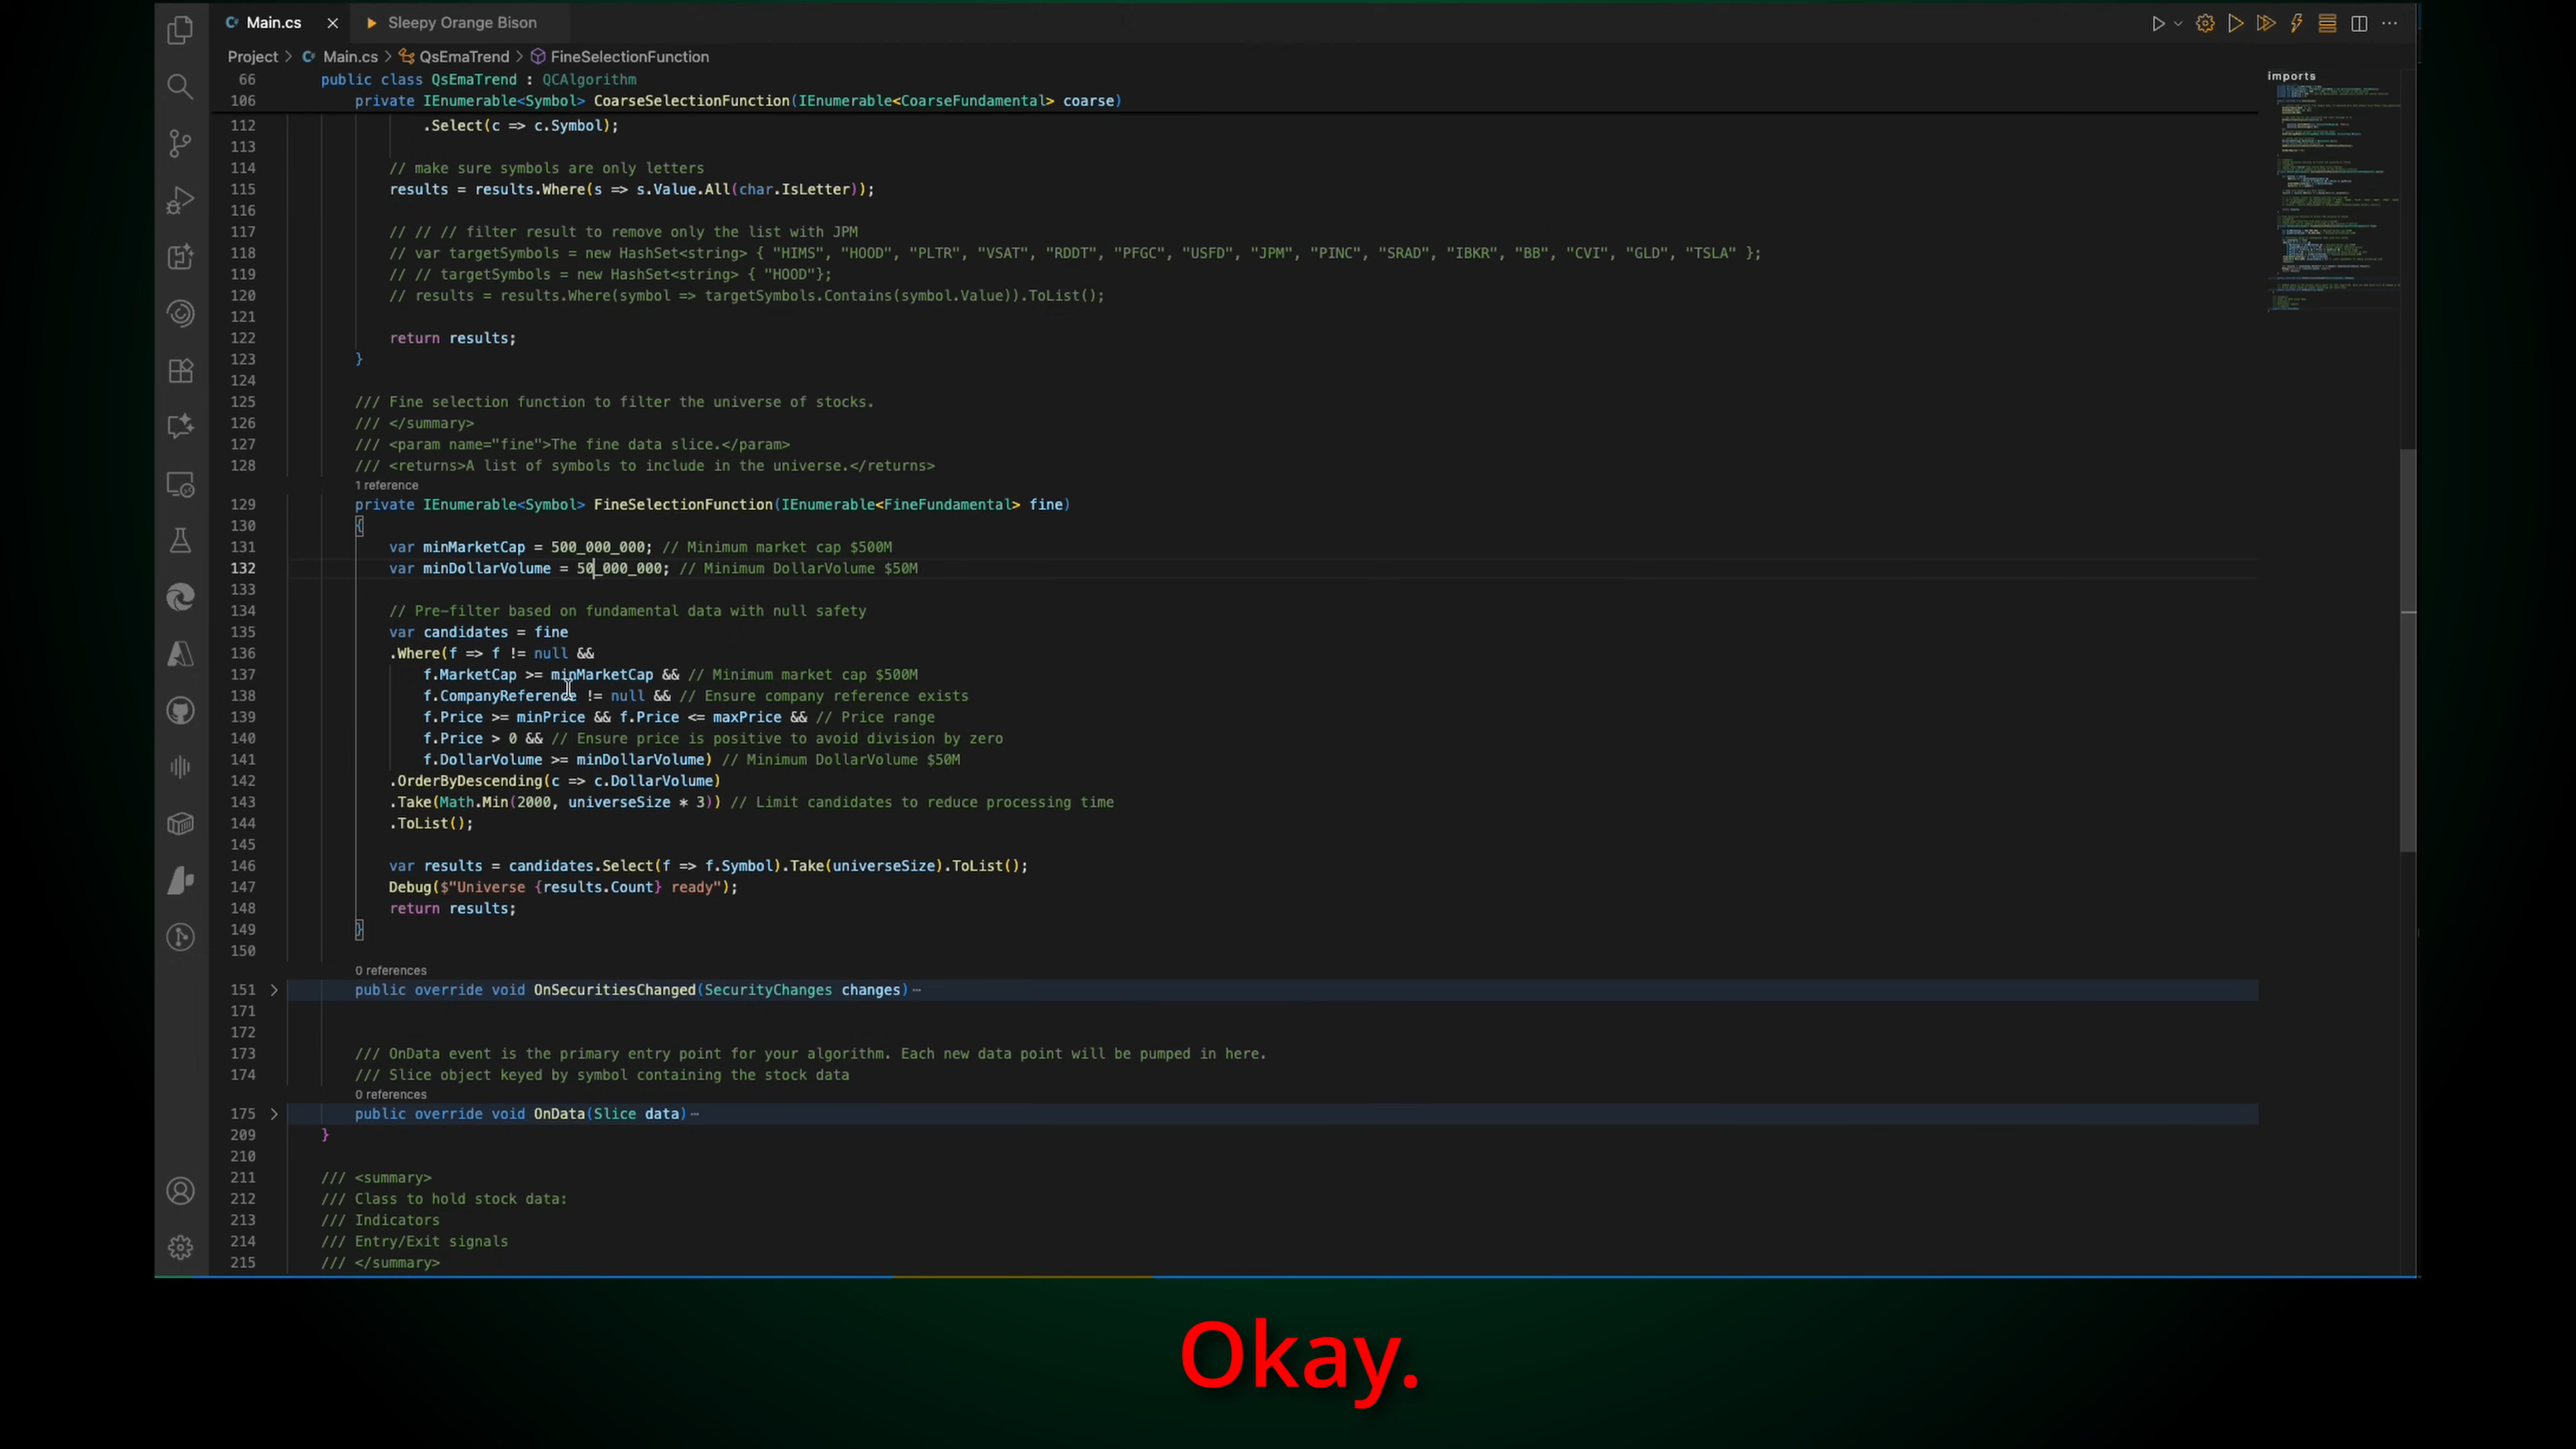 Main.cs
Sleepy Orange Bison
Project > Main.cs > QsEmaTrend > FineSelectionFunction
imports
66 public class QsEmaTrend : QCAlgorithm
106 private IEnumerable<Symbol> CoarseSelectionFunction(IEnumerable<CoarseFundamental> coarse)
112 .Select(c => c.Symbol);
113
114 // make sure symbols are only letters
115 results = results.Where(s => s.Value.All(char.IsLetter));
116
117 // // // filter result to remove only the list with JPM
118 // var targetSymbols = new HashSet<string> { "HIMS", "HOOD", "PLTR", "VSAT", "RDDT", "PFGC", "USFD", "JPM", "PINC", "SRAD", "IBKR", "BB", "CVI", "GLD", "TSLA" };
119 // // targetSymbols = new HashSet<string> { "HOOD"};
120 // results = results.Where(symbol => targetSymbols.Contains(symbol.Value)).ToList();
121
122 return results;
123 }
124
125 /// Fine selection function to filter the universe of stocks.
126 /// </summary>
127 /// <param name="fine">The fine data slice.</param>
128 /// <returns>A list of symbols to include in the universe.</returns>
1 reference
129 private IEnumerable<Symbol> FineSelectionFunction(IEnumerable<FineFundamental> fine)
130 {
131 var minMarketCap = 500_000_000; // Minimum market cap $500M
132 var minDollarVolume = 50_000_000; // Minimum DollarVolume $50M
133
134 // Pre-filter based on fundamental data with null safety
135 var candidates = fine
136 .Where(f => f != null &&
137 f.MarketCap >= minMarketCap && // Minimum market cap $500M
138 f.CompanyReference != null && // Ensure company reference exists
139 f.Price >= minPrice && f.Price <= maxPrice && // Price range
140 f.Price > 0 && // Ensure price is positive to avoid division by zero
141 f.DollarVolume >= minDollarVolume) // Minimum DollarVolume $50M
142 .OrderByDescending(c => c.DollarVolume)
143 .Take(Math.Min(2000, universeSize * 3)) // Limit candidates to reduce processing time
144 .ToList();
145
146 var results = candidates.Select(f => f.Symbol).Take(universeSize).ToList();
147 Debug($"Universe {results.Count} ready");
148 return results;
149 }
150
0 references
151 public override void OnSecuritiesChanged(SecurityChanges changes)
171
172
173 /// OnData event is the primary entry point for your algorithm. Each new data point will be pumped in here.
174 /// Slice object keyed by symbol containing the stock data
0 references
175 public override void OnData(Slice data)
209 }
210
211 /// <summary>
212 /// Class to hold stock data:
213 /// Indicators
214 /// Entry/Exit signals
215 /// </summary>
Okay.